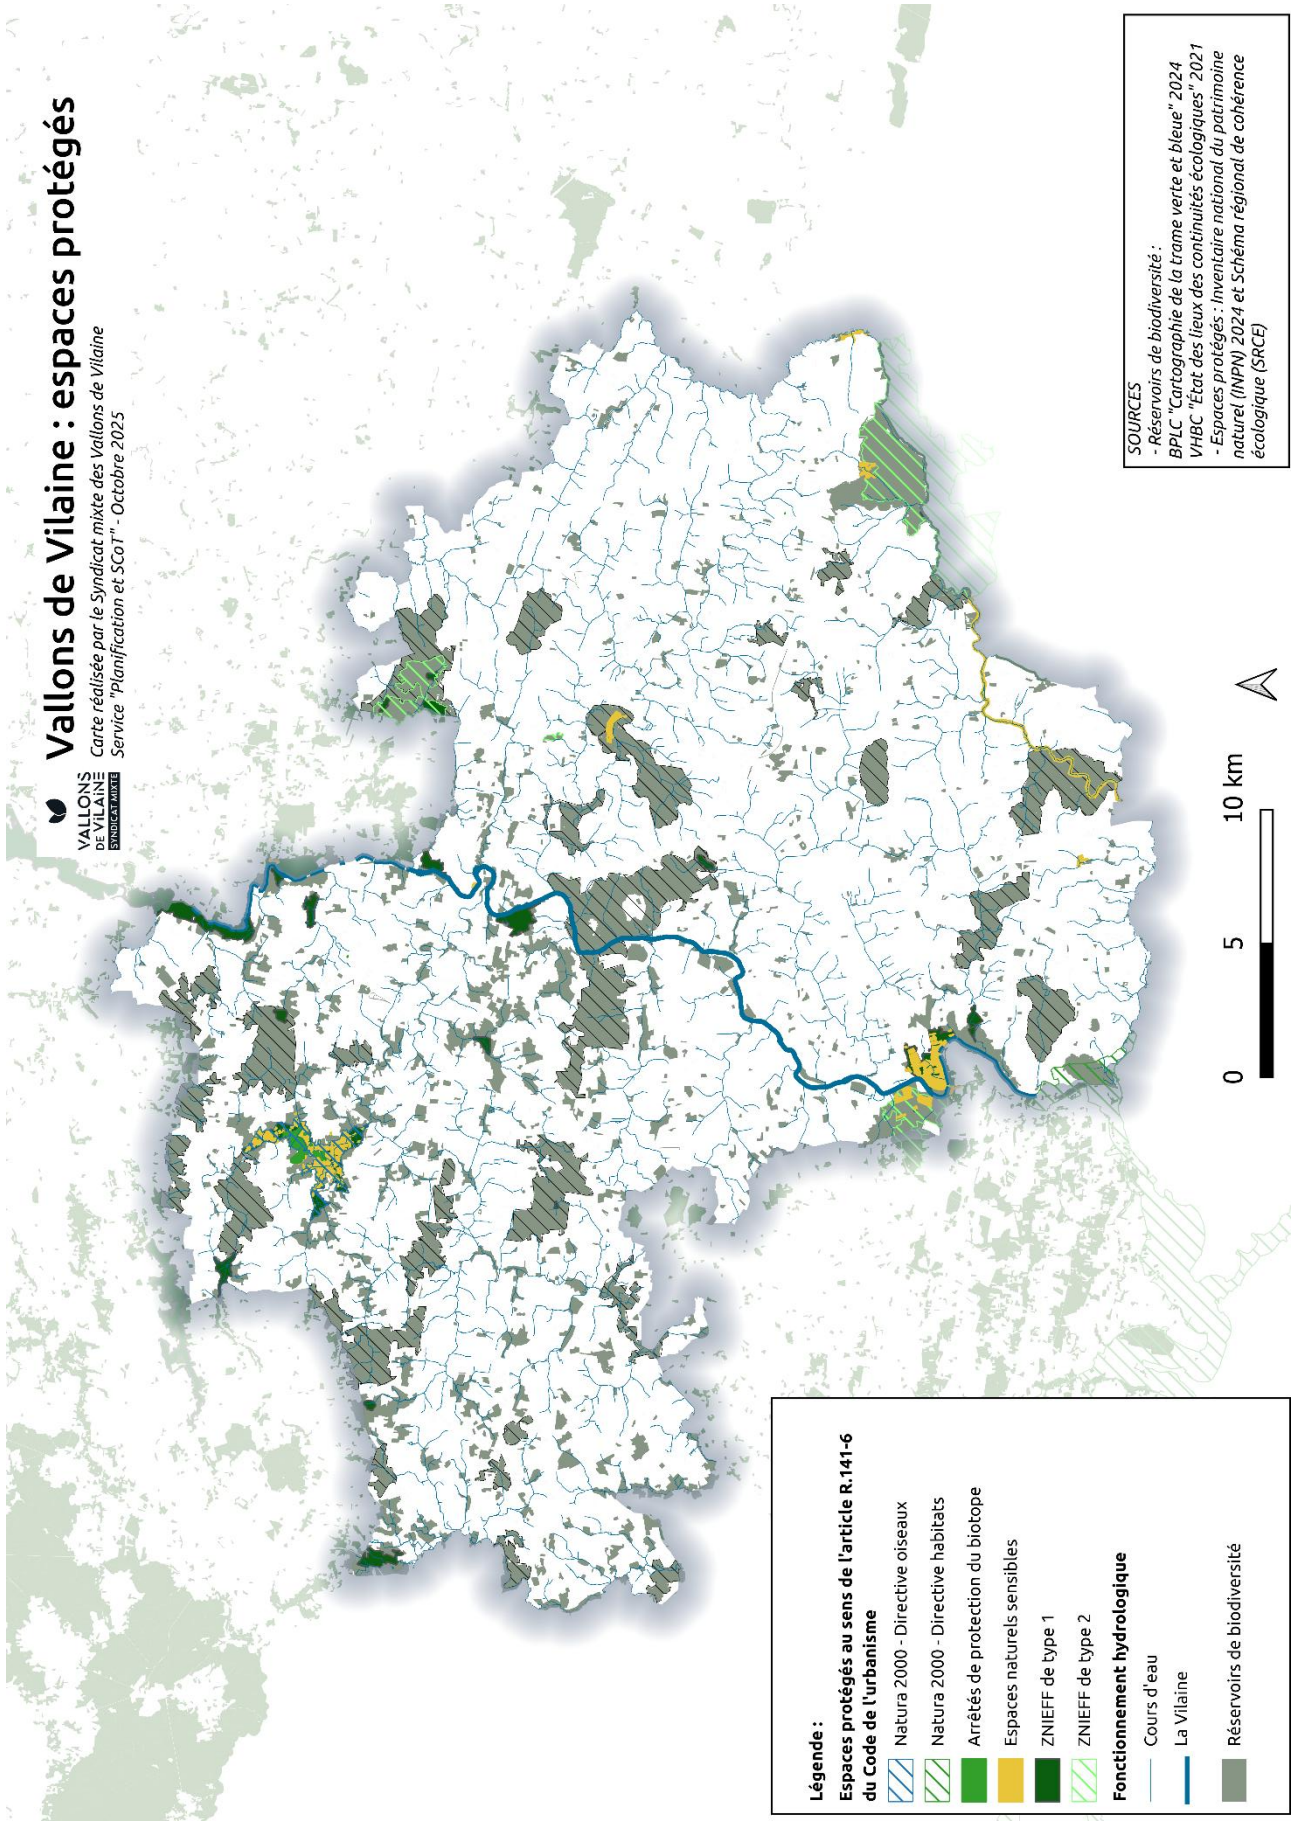 Vallons de Vilaine : espaces protégés
VALLONS
DE VILAINE
SYNDICAT MIXTE
Carte réalisée par le Syndicat mixte des Vallons de Vilaine
Service "Planification et SCoT" - Octobre 2025
Légende :
Espaces protégés au sens de l'article R.141-6
du Code de l'urbanisme
Natura 2000 - Directive oiseaux
Natura 2000 - Directive habitats
Arrêtés de protection du biotope
Espaces naturels sensibles
ZNIEFF de type 1
ZNIEFF de type 2
Fonctionnement hydrologique
Cours d'eau
La Vilaine
Réservoirs de biodiversité
0 5 10 km
SOURCES
- Réservoirs de biodiversité :
BPLC "Cartographie de la trame verte et bleue" 2024
VHBC "État des lieux des continuités écologiques" 2021
- Espaces protégés : Inventaire national du patrimoine
naturel (INPN) 2024 et Schéma régional de cohérence
écologique (SRCE)